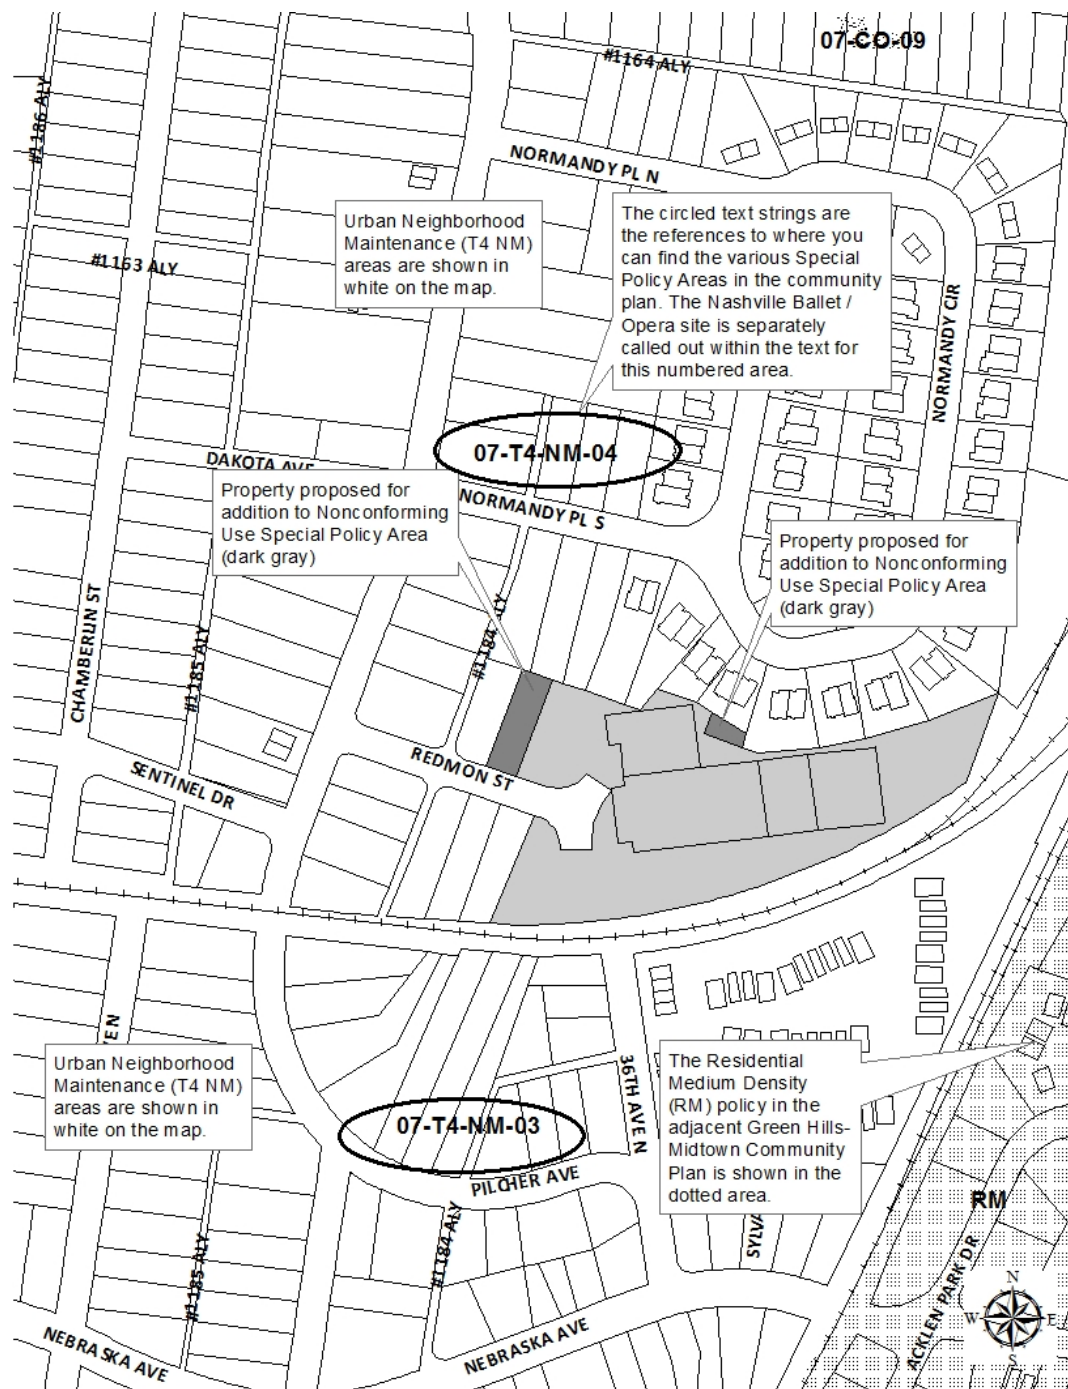 07-CO-09
#1164 ALY
#1186 ALY
NORMANDY PL N
Urban Neighborhood
Maintenance (T4 NM)
areas are shown in
white on the map.
The circled text strings are
the references to where you
can find the various Special
Policy Areas in the community
plan. The Nashville Ballet /
Opera site is separately
called out within the text for
this numbered area.
#1163 ALY
NORMANDY CIR
07-T4-NM-04
DAKOTA AVE
NORMANDY PL S
Property proposed for
addition to Nonconforming
Use Special Policy Area
(dark gray)
Property proposed for
addition to Nonconforming
Use Special Policy Area
(dark gray)
CHAMBERLIN ST
#1185 ALY
#1184 ALY
REDMON ST
SENTINEL DR
Urban Neighborhood
Maintenance (T4 NM)
areas are shown in
white on the map.
36TH AVE N
The Residential
Medium Density
(RM) policy in the
adjacent Green Hills-
Midtown Community
Plan is shown in the
dotted area.
07-T4-NM-03
PILCHER AVE
RM
#1184 ALY
#1185 ALY
ACKLEN PARK DR
NEBRASKA AVE
NEBRASKA AVE
N
W
E
S